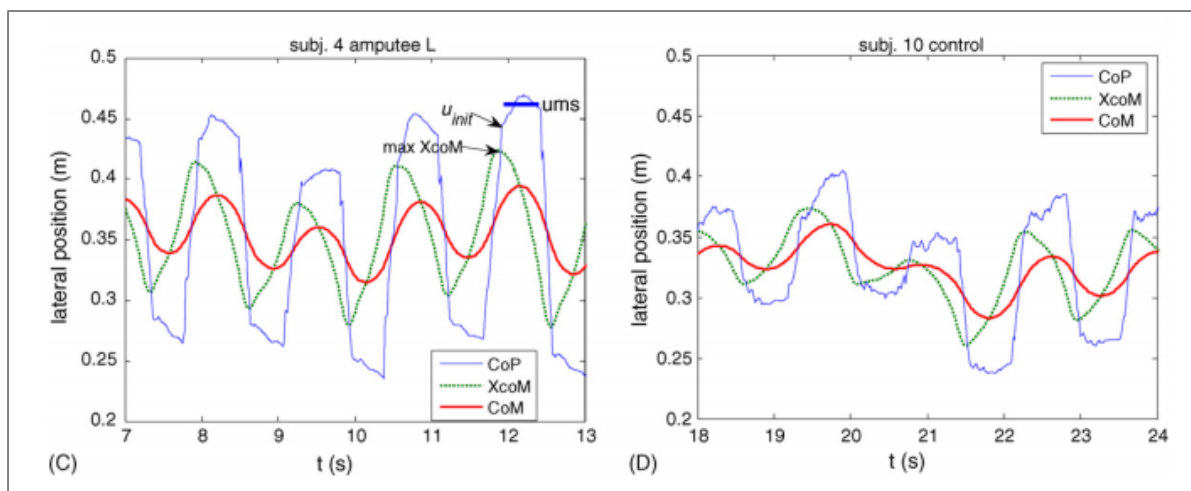 subj. 4 amputee L
lateral position (m)
0.5
0.45
0.4
0.35
0.3
0.25
0.2
u_init
max XcoM
ums
CoP
XcoM
CoM
7 8 9 10 11 12 13
(C)
t (s)
subj. 10 control
lateral position (m)
0.5
0.45
0.4
0.35
0.3
0.25
0.2
CoP
XcoM
CoM
18 19 20 21 22 23 24
(D)
t (s)